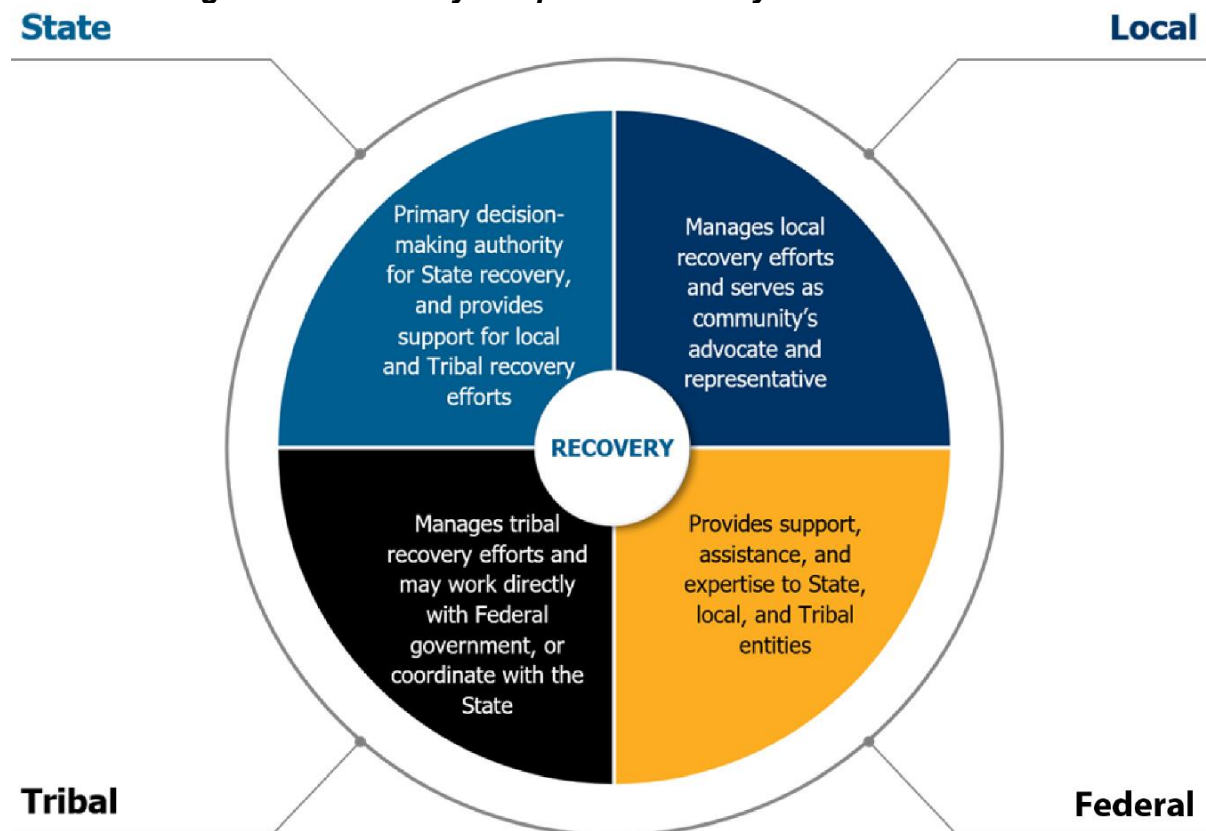 State
Local
Primary decision-
making authority
for State recovery,
and provides
support for local
and Tribal recovery
efforts
Manages local
recovery efforts
and serves as
community's
advocate and
representative
RECOVERY
Manages tribal
recovery efforts and
may work directly
with Federal
government, or
coordinate with the
State
Provides support,
assistance, and
expertise to State,
local, and Tribal
entities
Tribal
Federal